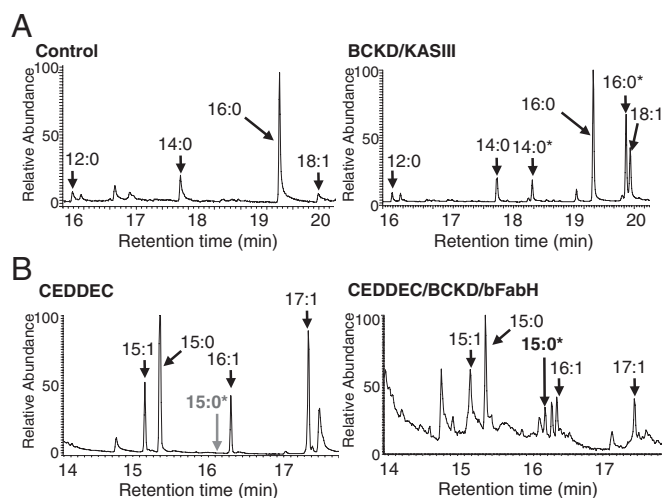 A
Control
BCKD/KASIII
Relative Abundance
100
50
0
12:0
14:0
16:0
18:1
16 17 18 19 20
Retention time (min)
Relative Abundance
100
50
0
12:0
14:0
14:0*
16:0
16:0*
18:1
16 17 18 19 20
Retention time (min)
B
CEDDEC
CEDDEC/BCKD/bFabH
Relative Abundance
100
50
0
15:1
15:0
15:0*
16:1
17:1
14 15 16 17
Retention time (min)
Relative Abundance
100
50
0
15:1
15:0
15:0*
16:1
17:1
14 15 16 17
Retention time (min)